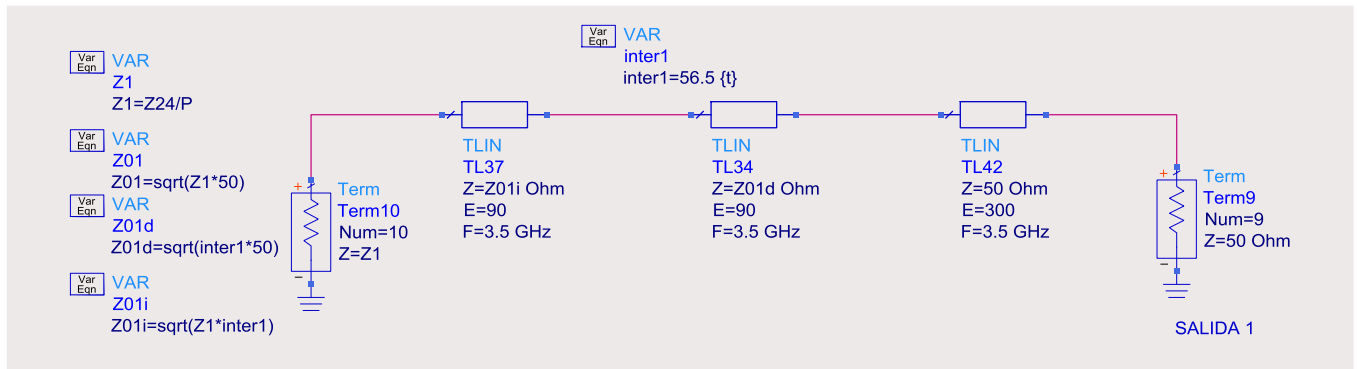 Var
Eqn
VAR
Z1
Z1=Z24/P
Var
Eqn
VAR
Z01
Z01=sqrt(Z1*50)
Var
Eqn
VAR
Z01d
Z01d=sqrt(inter1*50)
Var
Eqn
VAR
Z01i
Z01i=sqrt(Z1*inter1)
Var
Eqn
VAR
inter1
inter1=56.5 {t}
+
Term
Term10
Num=10
Z=Z1
−
TLIN
TL37
Z=Z01i Ohm
E=90
F=3.5 GHz
TLIN
TL34
Z=Z01d Ohm
E=90
F=3.5 GHz
TLIN
TL42
Z=50 Ohm
E=300
F=3.5 GHz
+
Term
Term9
Num=9
Z=50 Ohm
−
SALIDA 1